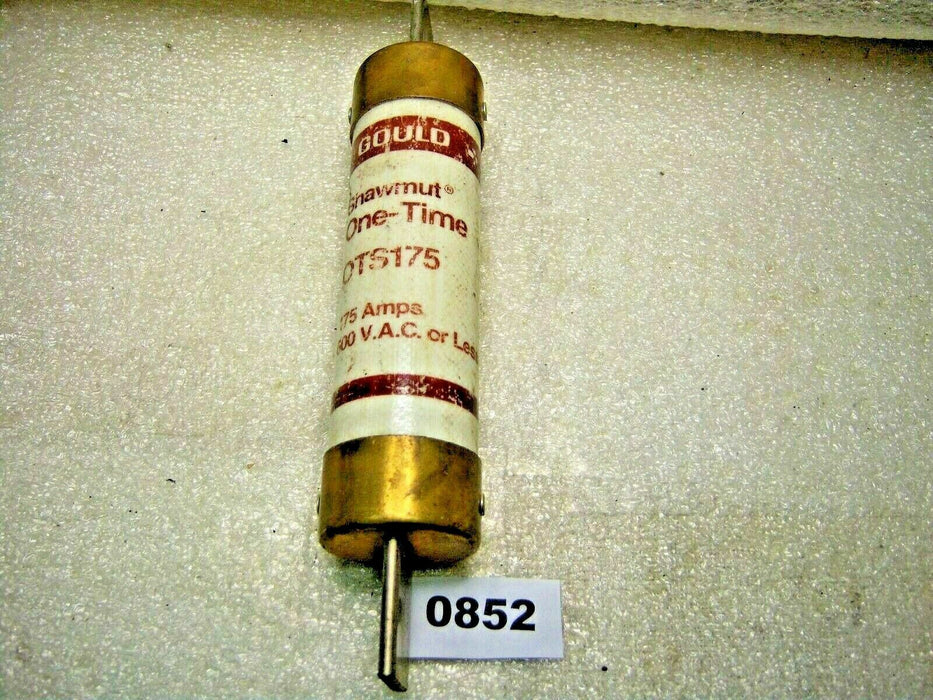 GOULD
Shawmut®
One-Time
OTS175
175 Amps
600 V.A.C. or Less
0852